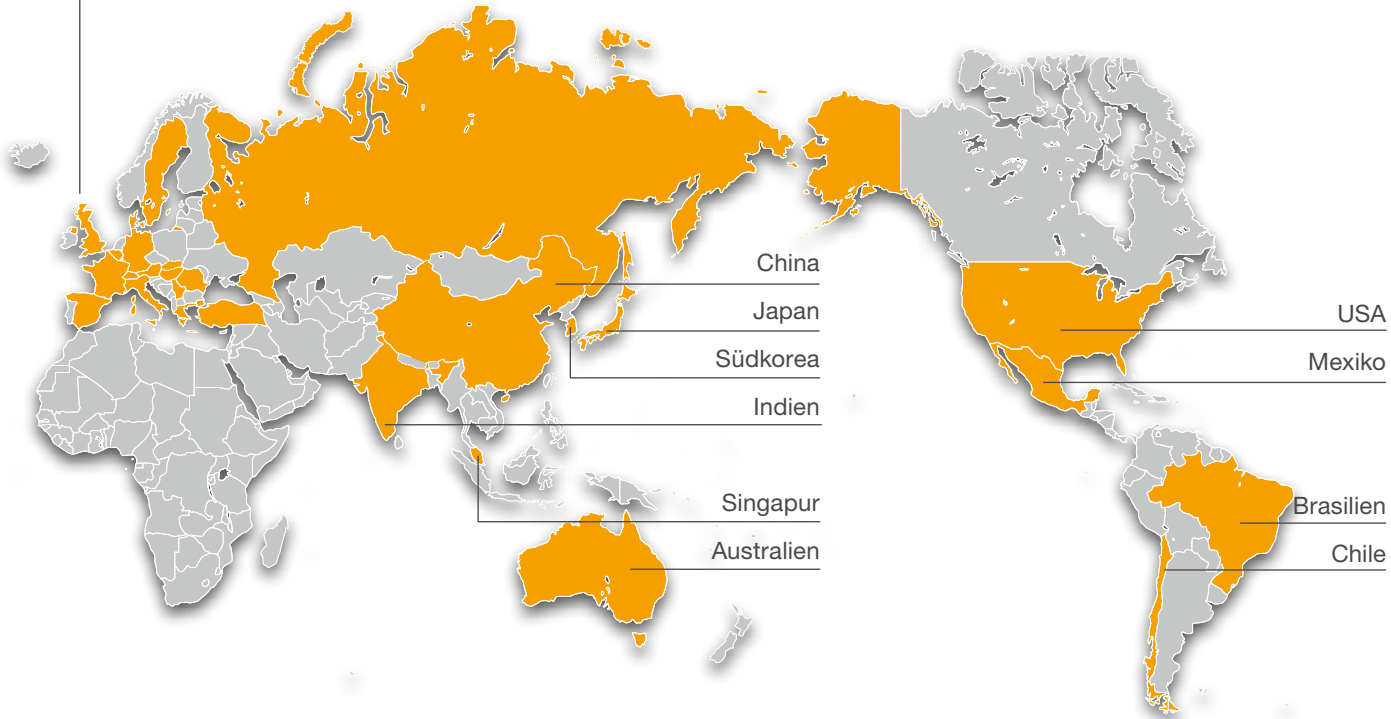 China
Japan
Südkorea
Indien
Singapur
Australien
USA
Mexiko
Brasilien
Chile